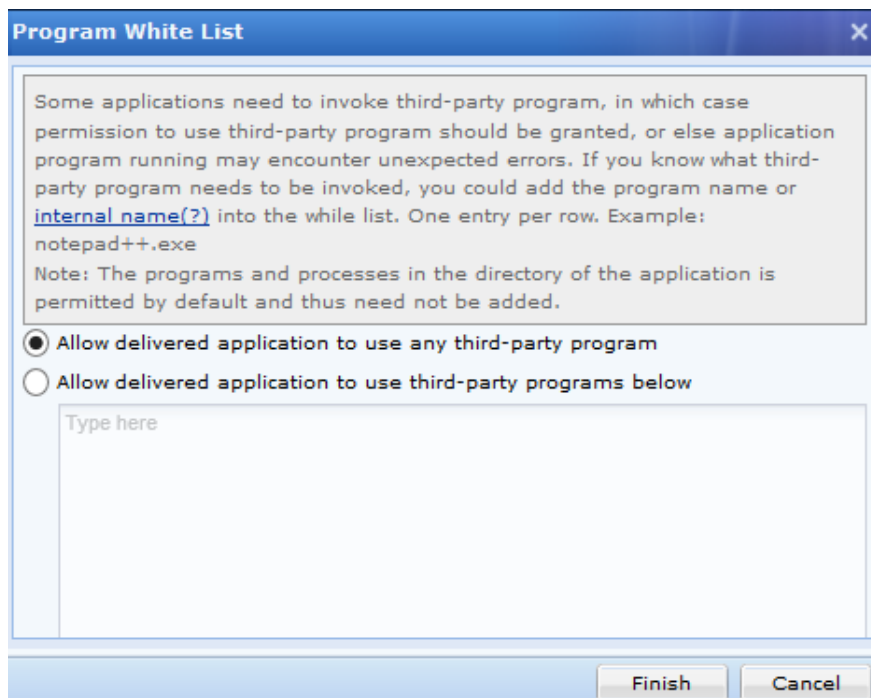 Program White List
Some applications need to invoke third-party program, in which case
permission to use third-party program should be granted, or else application
program running may encounter unexpected errors. If you know what third-
party program needs to be invoked, you could add the program name or
internal name(?) into the while list. One entry per row. Example:
notepad++.exe
Note: The programs and processes in the directory of the application is
permitted by default and thus need not be added.
Allow delivered application to use any third-party program
Allow delivered application to use third-party programs below
Type here
Finish Cancel